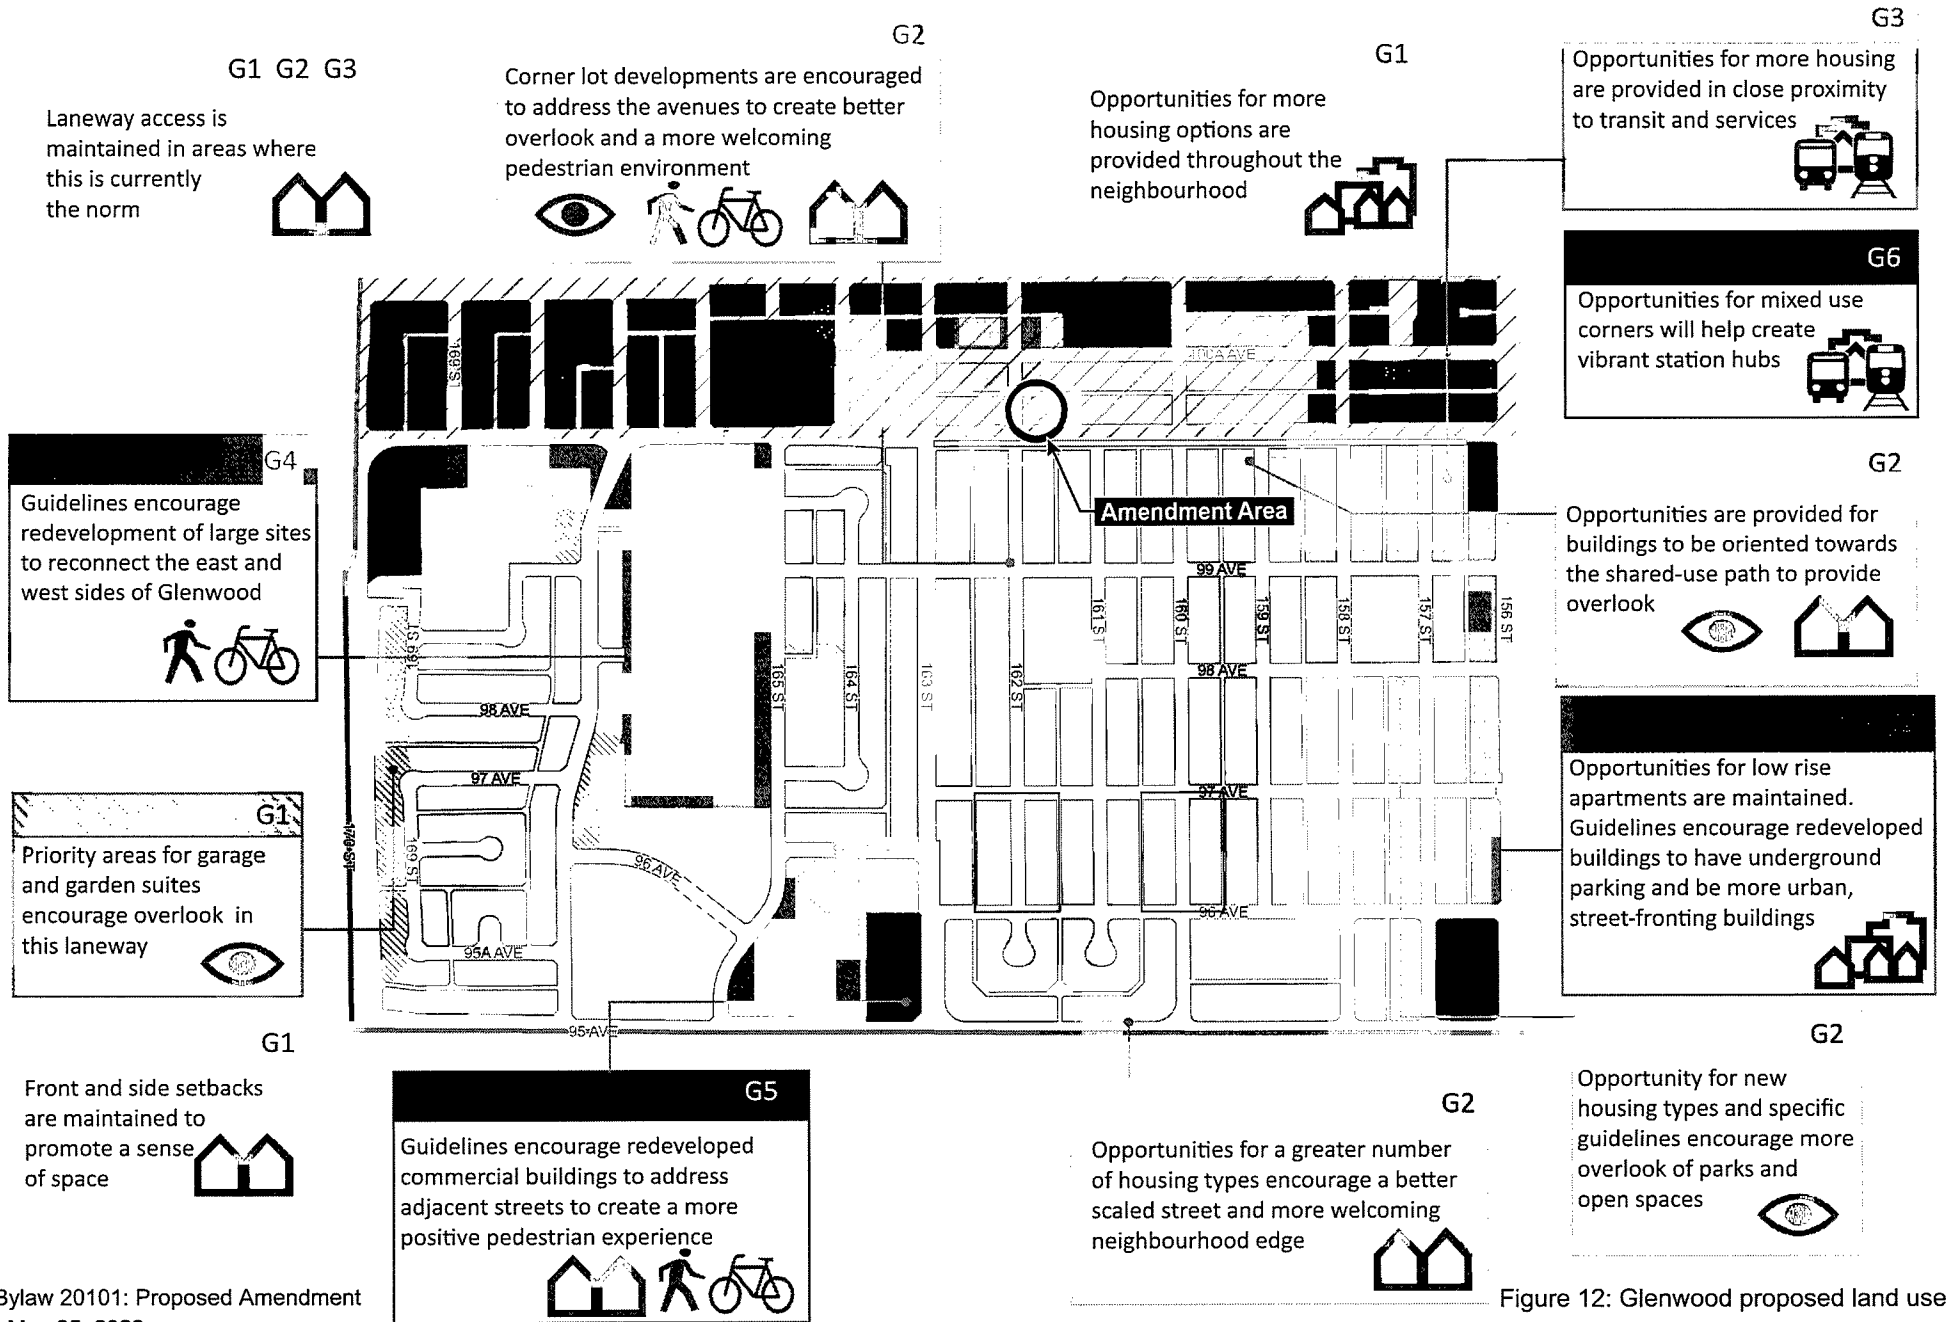 G1 G2 G3
Laneway access is
maintained in areas where
this is currently
the norm
G2
Corner lot developments are encouraged
to address the avenues to create better
overlook and a more welcoming
pedestrian environment
G1
Opportunities for more
housing options are
provided throughout the
neighbourhood
G3
Opportunities for more housing
are provided in close proximity
to transit and services
G6
Opportunities for mixed use
corners will help create
vibrant station hubs
G4
Guidelines encourage
redevelopment of large sites
to reconnect the east and
west sides of Glenwood
G2
Opportunities are provided for
buildings to be oriented towards
the shared-use path to provide
overlook
Opportunities for low rise
apartments are maintained.
Guidelines encourage redeveloped
buildings to have underground
parking and be more urban,
street-fronting buildings
G1
Priority areas for garage
and garden suites
encourage overlook in
this laneway
G1
Front and side setbacks
are maintained to
promote a sense
of space
G5
Guidelines encourage redeveloped
commercial buildings to address
adjacent streets to create a more
positive pedestrian experience
G2
Opportunities for a greater number
of housing types encourage a better
scaled street and more welcoming
neighbourhood edge
G2
Opportunity for new
housing types and specific
guidelines encourage more
overlook of parks and
open spaces
169 ST
100A AVE
Amendment Area
99 AVE
169 ST
165 ST
164 ST
163 ST
162 ST
161 ST
160 ST
159 ST
158 ST
157 ST
156 ST
98 AVE
98 AVE
97 AVE
97 AVE
170 ST
169 ST
96 AVE
96 AVE
95A AVE
95 AVE
Bylaw 20101: Proposed Amendment
Figure 12: Glenwood proposed land use